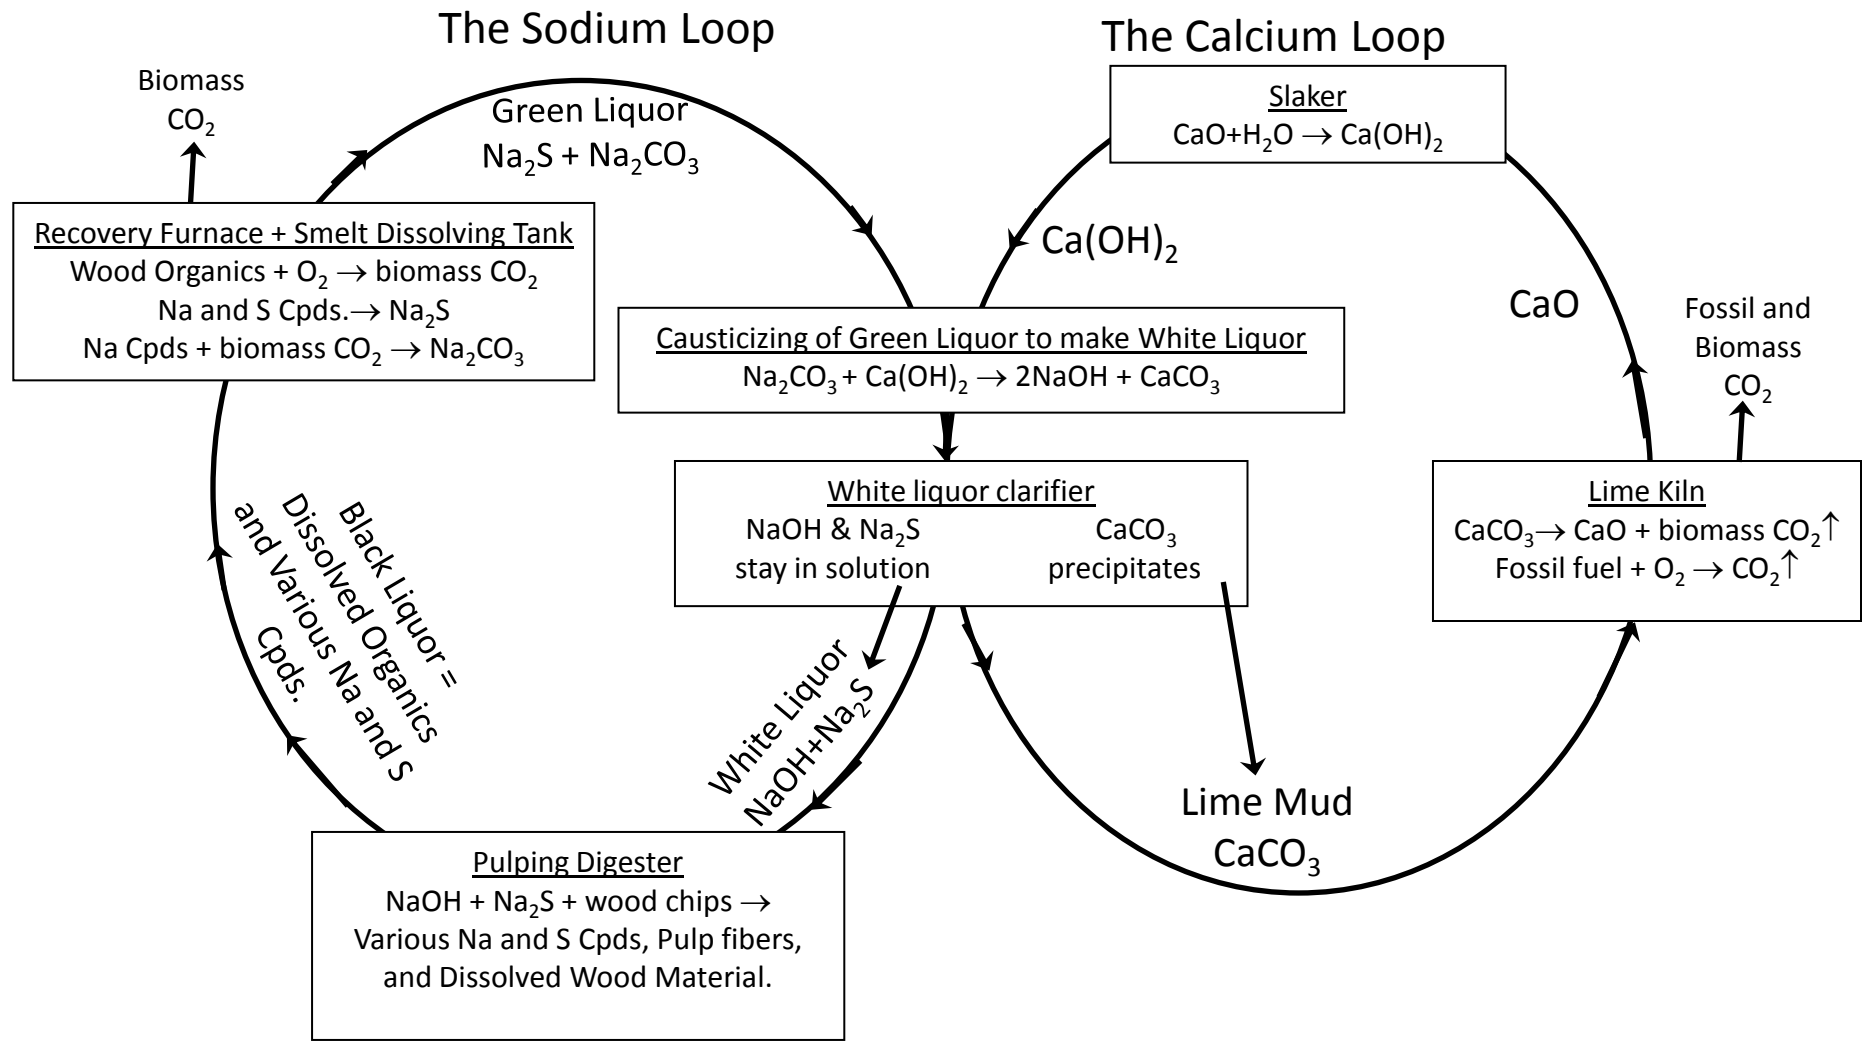 The Sodium Loop
The Calcium Loop
Biomass
CO₂
Green Liquor
Na₂S + Na₂CO₃
Slaker
CaO+H₂O → Ca(OH)₂
Recovery Furnace + Smelt Dissolving Tank
Wood Organics + O₂ → biomass CO₂
Na and S Cpds.→ Na₂S
Na Cpds + biomass CO₂ → Na₂CO₃
Ca(OH)₂
CaO
Fossil and
Biomass
CO₂
Causticizing of Green Liquor to make White Liquor
Na₂CO₃ + Ca(OH)₂ → 2NaOH + CaCO₃
White liquor clarifier
NaOH & Na₂S
stay in solution
CaCO₃
precipitates
Lime Kiln
CaCO₃→ CaO + biomass CO₂↑
Fossil fuel + O₂ → CO₂↑
Black Liquor =
Dissolved Organics
and Various Na and S
Cpds.
White Liquor
NaOH+Na₂S
Lime Mud
CaCO₃
Pulping Digester
NaOH + Na₂S + wood chips →
Various Na and S Cpds, Pulp fibers,
and Dissolved Wood Material.